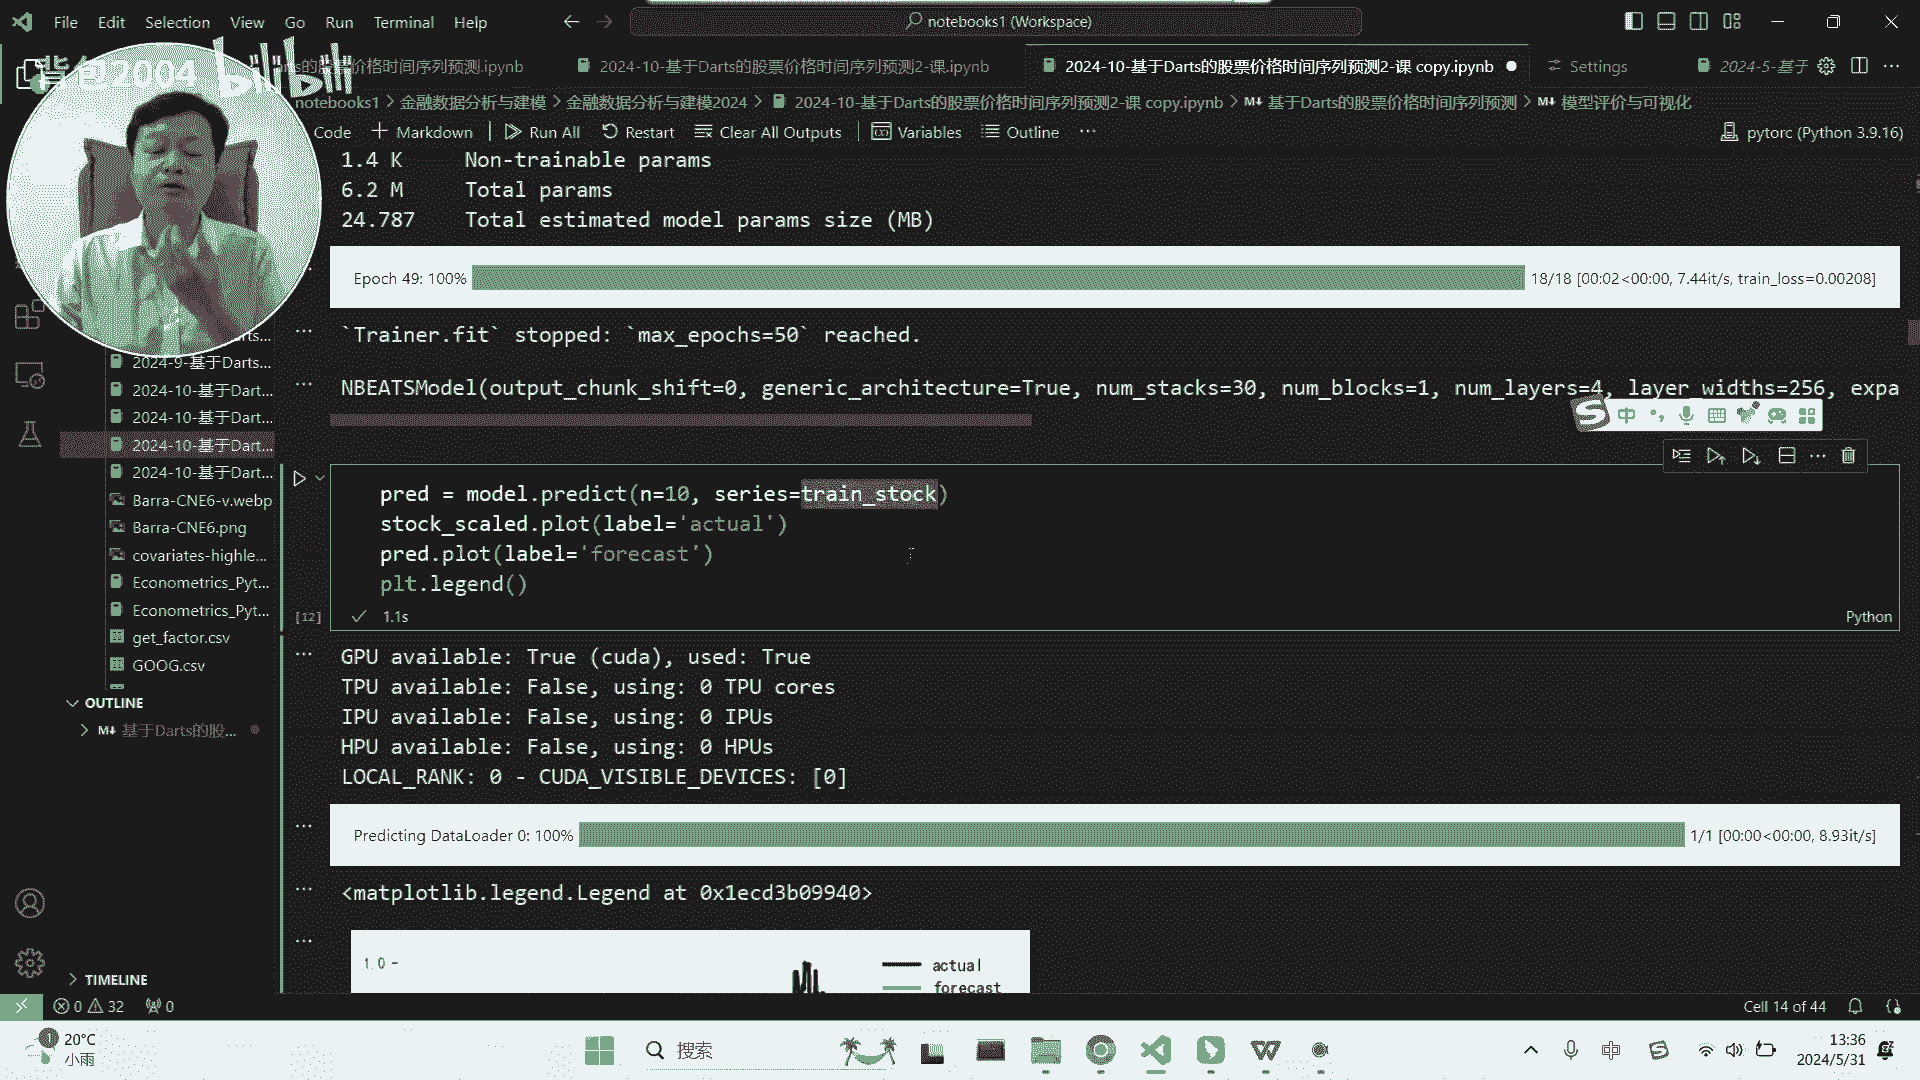 File Edit Selection View Go Run Terminal Help
notebooks1 (Workspace)
背包2004 bilibili
arts的股票价格时间序列预测.ipynb
2024-10-基于Darts的股票价格时间序列预测2-课.ipynb
2024-10-基于Darts的股票价格时间序列预测2-课 copy.ipynb
Settings
2024-5-基于
notebooks1 > 金融数据分析与建模 > 金融数据分析与建模2024 > 2024-10-基于Darts的股票价格时间序列预测2-课 copy.ipynb > M↓ 基于Darts的股票价格时间序列预测 > M↓ 模型评价与可视化
Code + Markdown | Run All Restart Clear All Outputs | Variables Outline ···
pytorc (Python 3.9.16)
1.4 K Non-trainable params
6.2 M Total params
24.787 Total estimated model params size (MB)
Epoch 49: 100% 18/18 [00:02<00:00, 7.44it/s, train_loss=0.00208]
`Trainer.fit` stopped: `max_epochs=50` reached.
NBEATSModel(output_chunk_shift=0, generic_architecture=True, num_stacks=30, num_blocks=1, num_layers=4, layer_widths=256, expa
中
arts...
2024-9-基于Darts...
2024-10-基于Dart...
2024-10-基于Dart...
2024-10-基于Dart...
2024-10-基于Dart...
Barra-CNE6-v.webp
Barra-CNE6.png
covariates-highle...
Econometrics_Pyt...
Econometrics_Pyt...
get_factor.csv
GOOG.csv
OUTLINE
M↓ 基于Darts的股...
TIMELINE
pred = model.predict(n=10, series=train_stock)
stock_scaled.plot(label='actual')
pred.plot(label='forecast')
plt.legend()
[12] 1.1s
Python
GPU available: True (cuda), used: True
TPU available: False, using: 0 TPU cores
IPU available: False, using: 0 IPUs
HPU available: False, using: 0 HPUs
LOCAL_RANK: 0 - CUDA_VISIBLE_DEVICES: [0]
Predicting DataLoader 0: 100% 1/1 [00:00<00:00, 8.93it/s]
<matplotlib.legend.Legend at 0x1ecd3b09940>
1.0
actual
forecast
0 32 0
Cell 14 of 44
20°C
小雨
搜索
中
13:36
2024/5/31